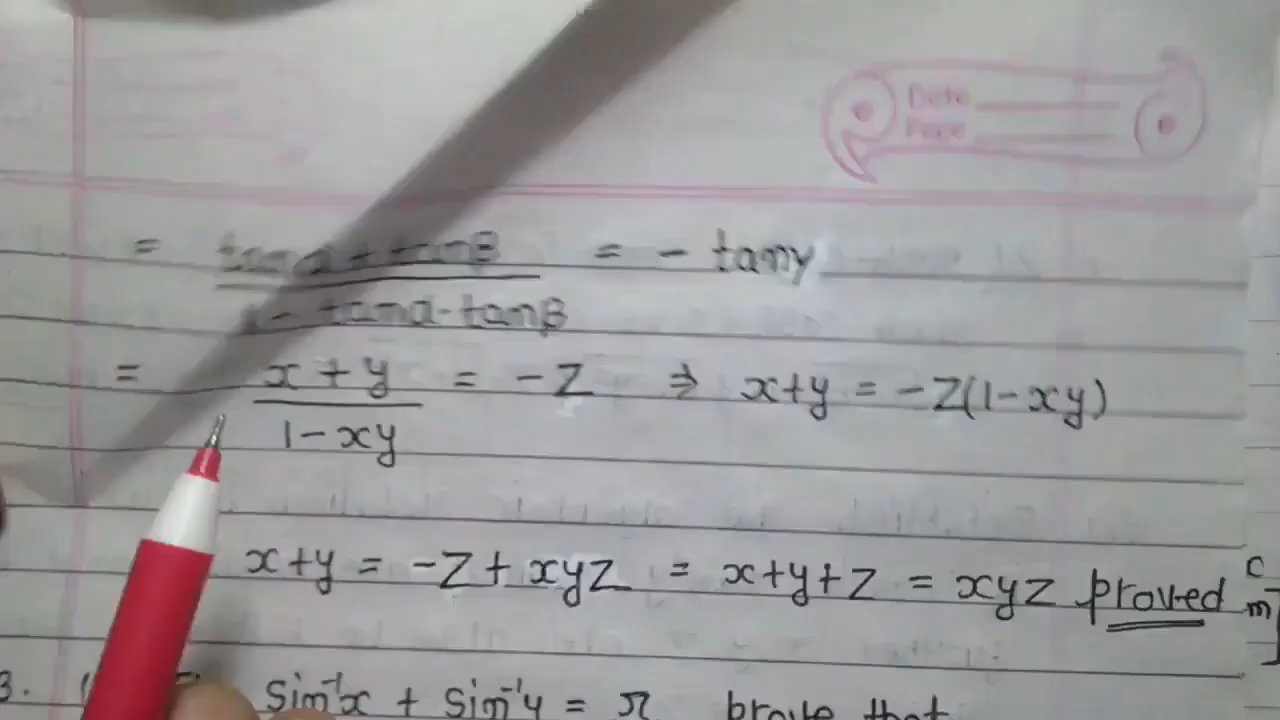 Date
Page
= tanα + tanβ = - tanγ
1 - tanα·tanβ
= x + y = -z ⇒ x+y = -z(1-xy)
1-xy
x+y = -z + xyz = x+y+z = xyz proved
c
m
3. sin⁻¹x + sin⁻¹y = π prove that